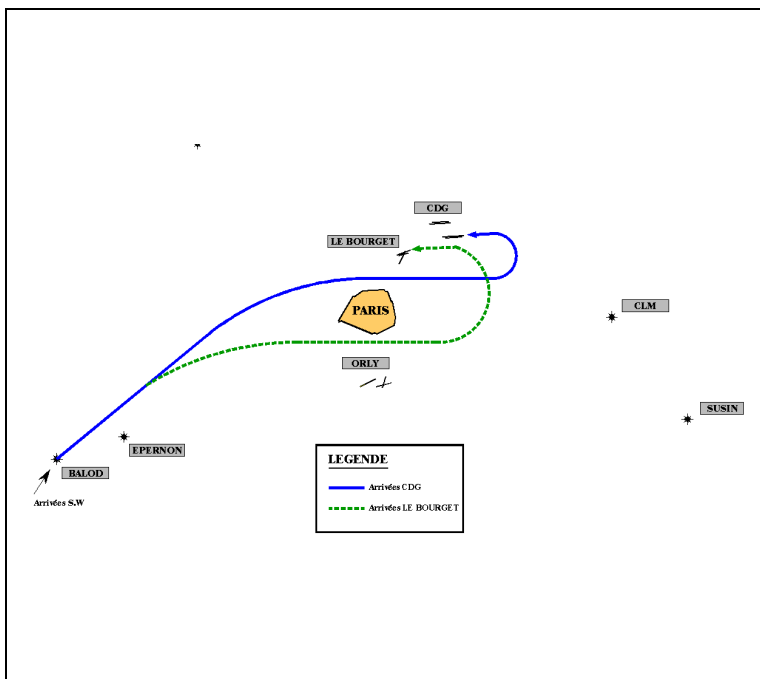 CDG
LE BOURGET
CLM
PARIS
ORLY
SUSIN
EPERNON
BALOD
Arrivées S.W
LEGENDE
Arrivées CDG
Arrivées LE BOURGET